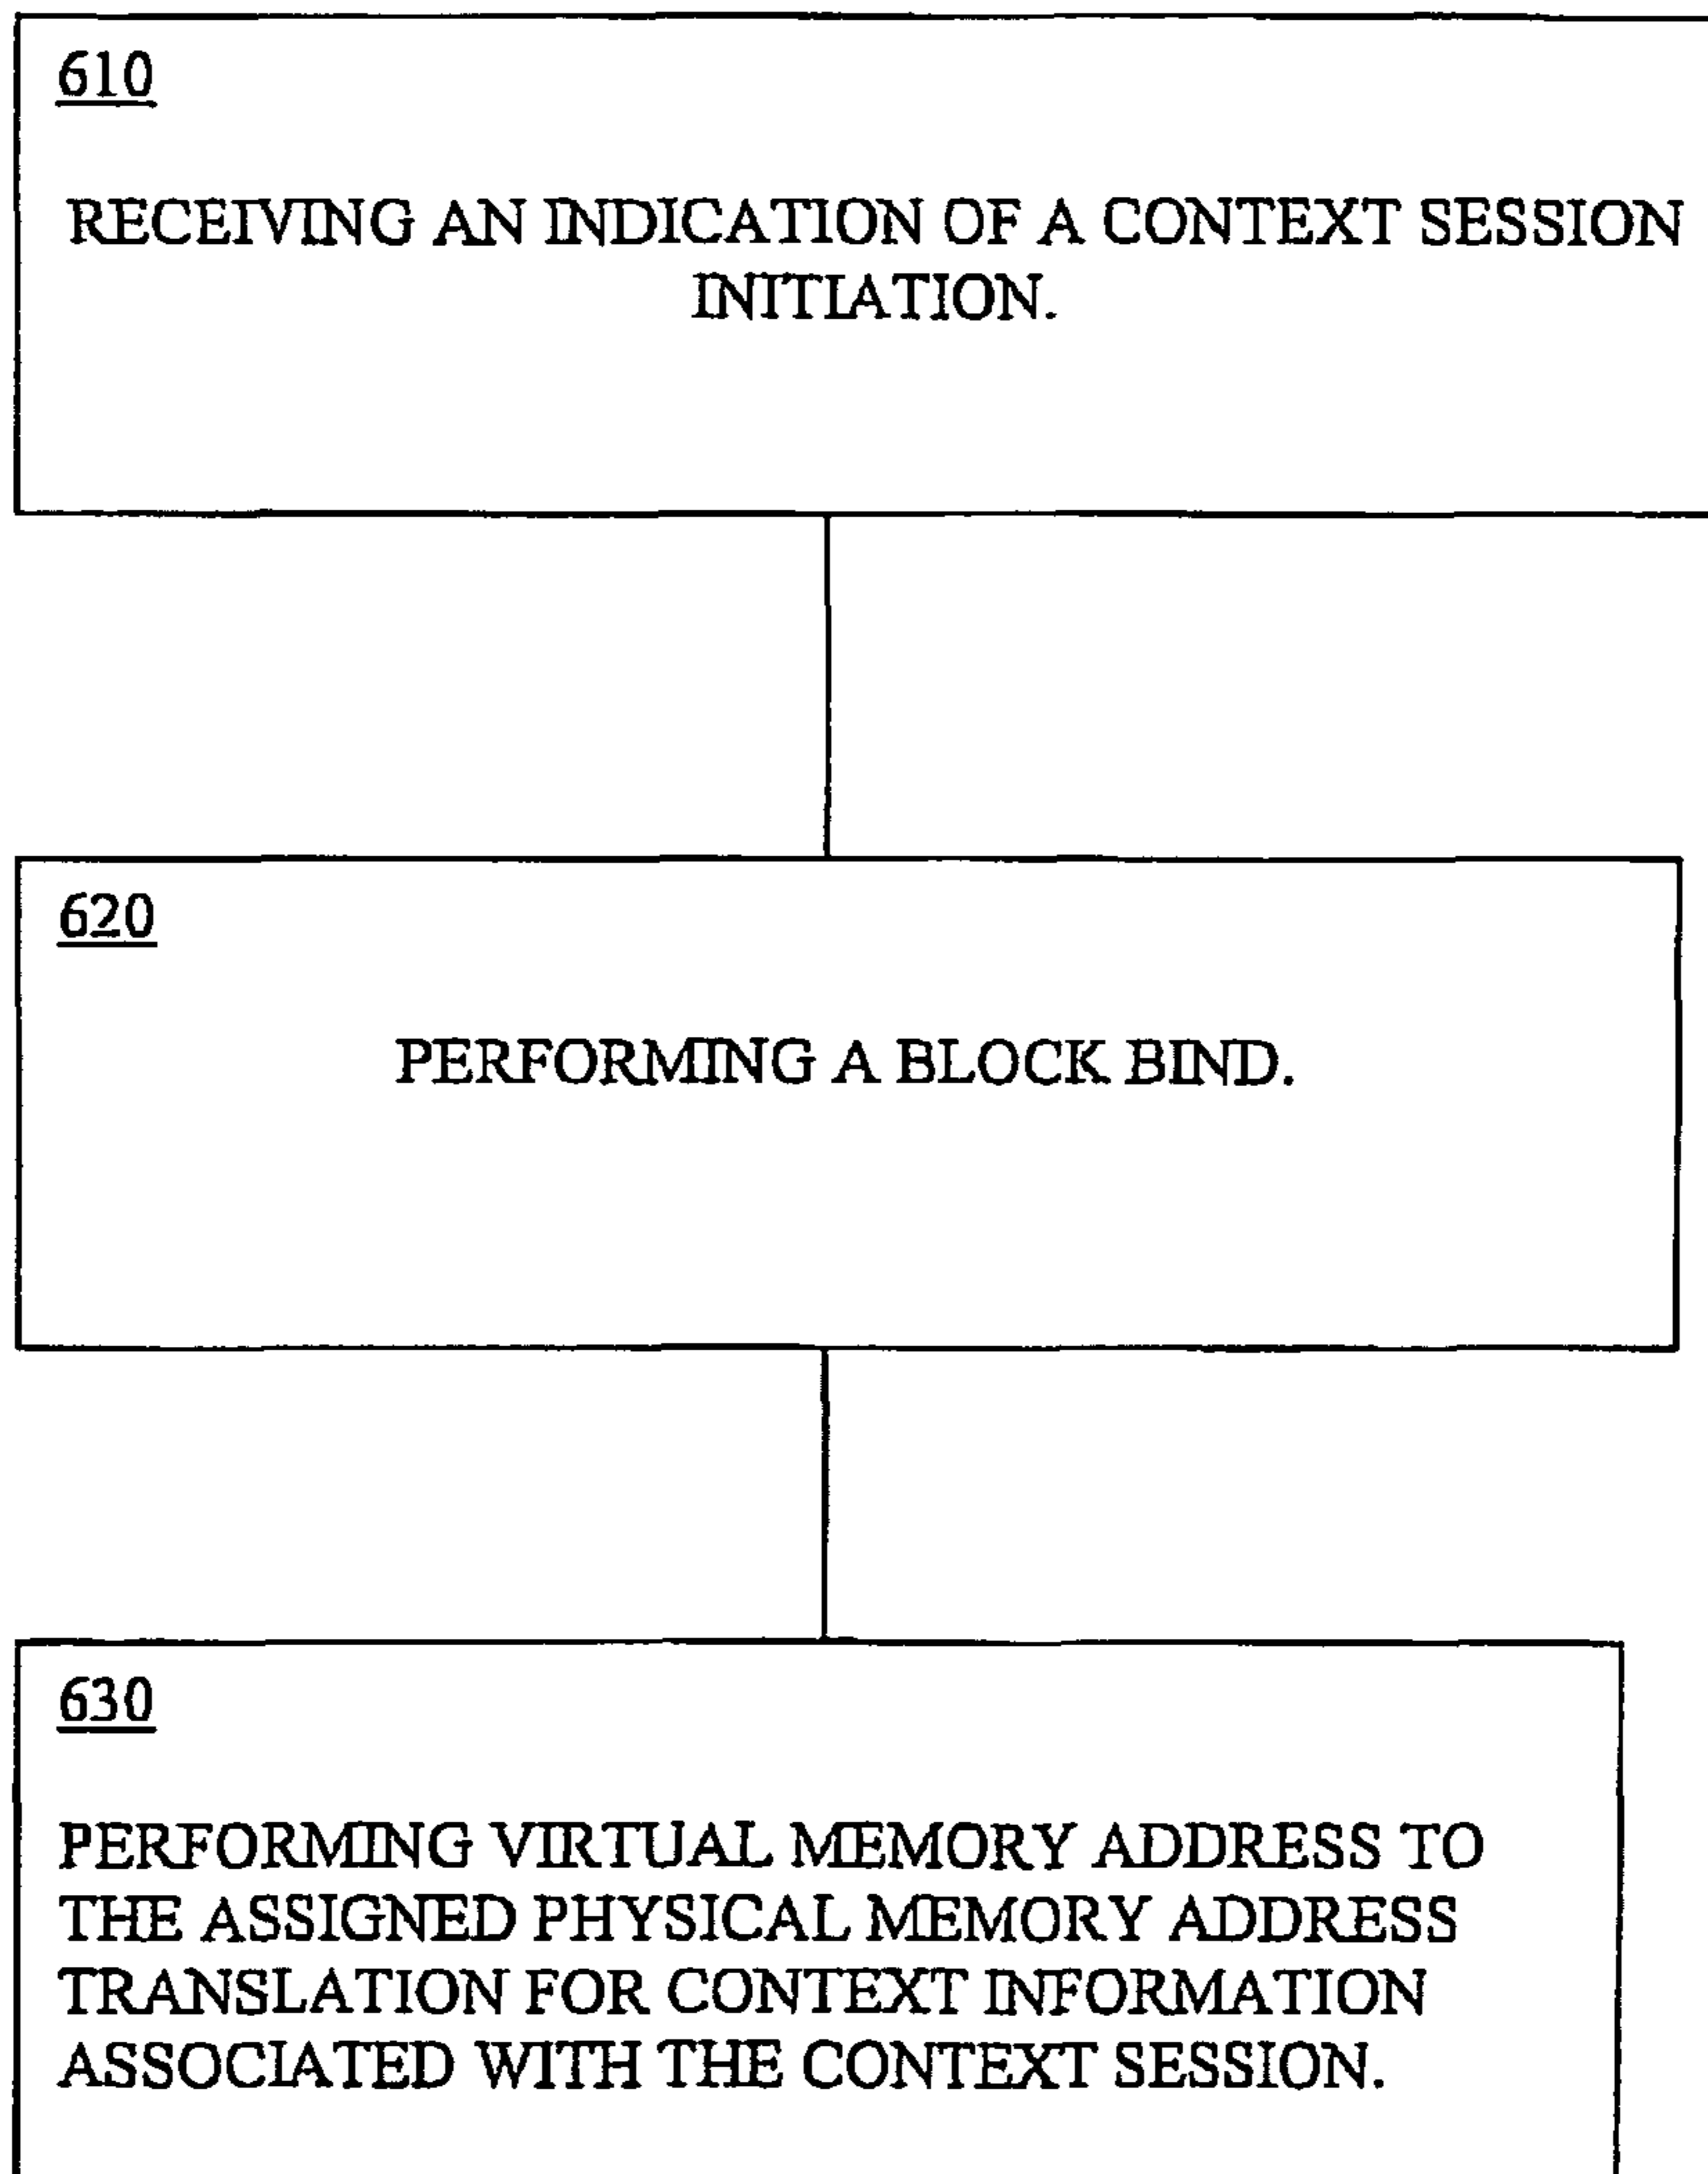 610
RECEIVING AN INDICATION OF A CONTEXT SESSION
INITIATION.
620
PERFORMING A BLOCK BIND.
630
PERFORMING VIRTUAL MEMORY ADDRESS TO
THE ASSIGNED PHYSICAL MEMORY ADDRESS
TRANSLATION FOR CONTEXT INFORMATION
ASSOCIATED WITH THE CONTEXT SESSION.